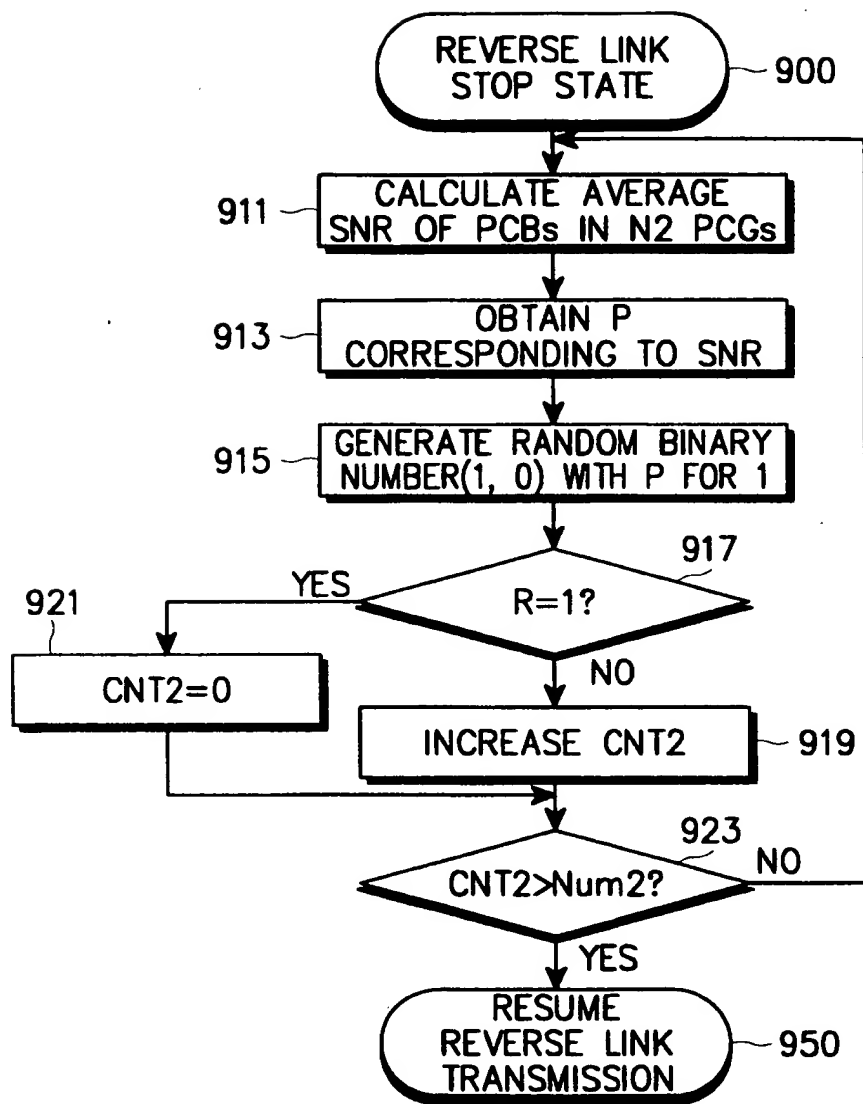 REVERSE LINK
STOP STATE
900
911
CALCULATE AVERAGE
SNR OF PCBs IN N2 PCGs
913
OBTAIN P
CORRESPONDING TO SNR
915
GENERATE RANDOM BINARY
NUMBER(1, 0) WITH P FOR 1
917
YES
R=1?
921
NO
CNT2=0
INCREASE CNT2
919
923
NO
CNT2>Num2?
YES
RESUME
REVERSE LINK
TRANSMISSION
950